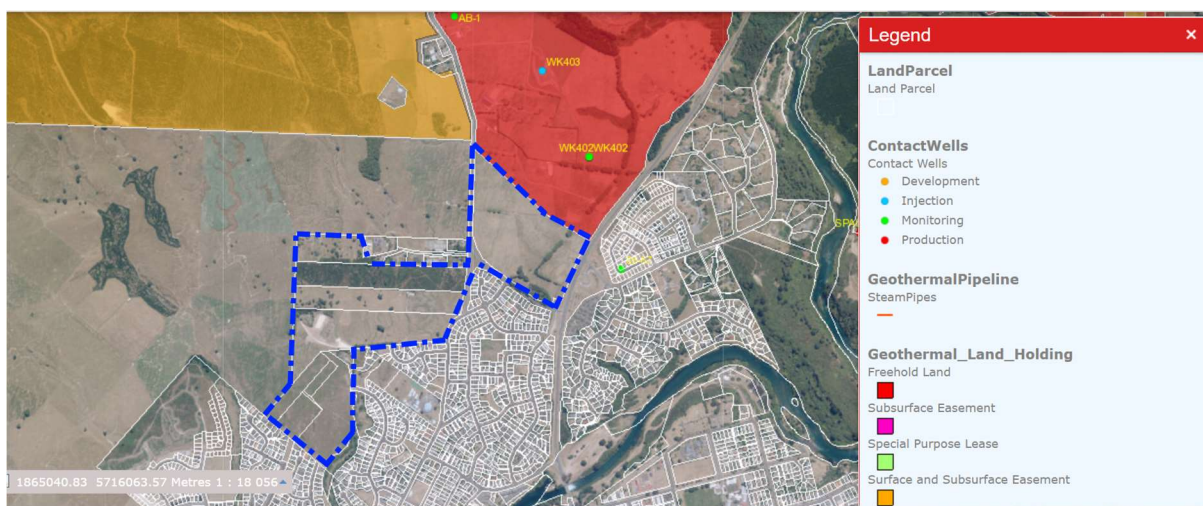 AB-1
WK403
WK402WK402
SPA
1865040.83 5716063.57 Metres 1 : 18 056
Legend
×
LandParcel
Land Parcel
ContactWells
Contact Wells
Development
Injection
Monitoring
Production
GeothermalPipeline
SteamPipes
Geothermal_Land_Holding
Freehold Land
Subsurface Easement
Special Purpose Lease
Surface and Subsurface Easement